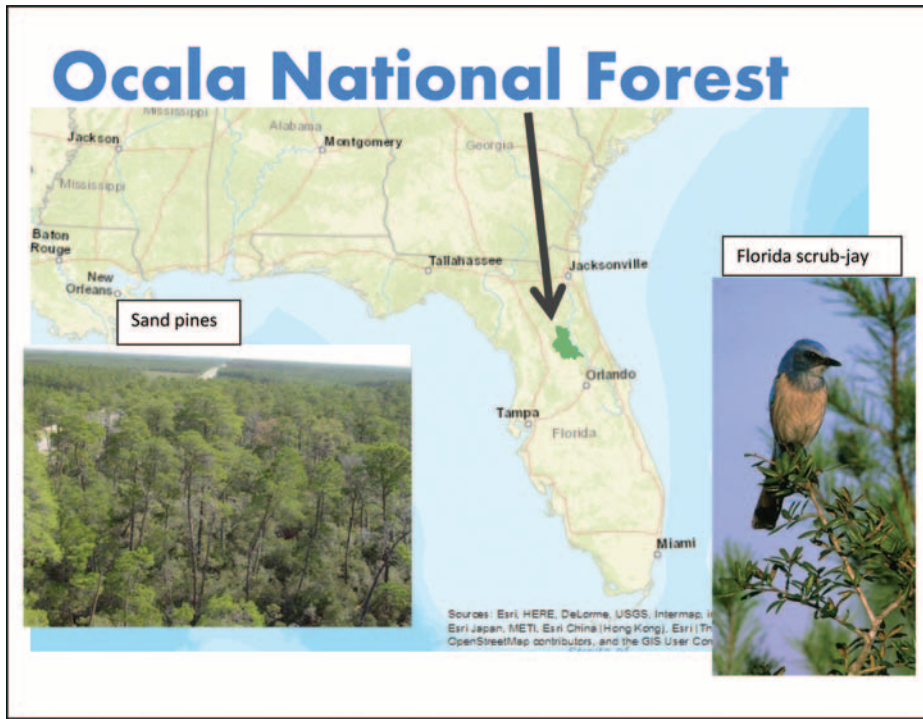 Ocala National Forest
Mississippi
Alabama
Jackson
Montgomery
Georgia
Mississippi
Baton
Rouge
Tallahassee
Jacksonville
Florida scrub-jay
New
Orleans
Sand pines
Orlando
Tampa
Florida
Miami
Sources: Esri, HERE, DeLorme, USGS, Intermap,
Esri Japan, METI, Esri China (Hong Kong), Esri
OpenStreetMap contributors, and the GIS User